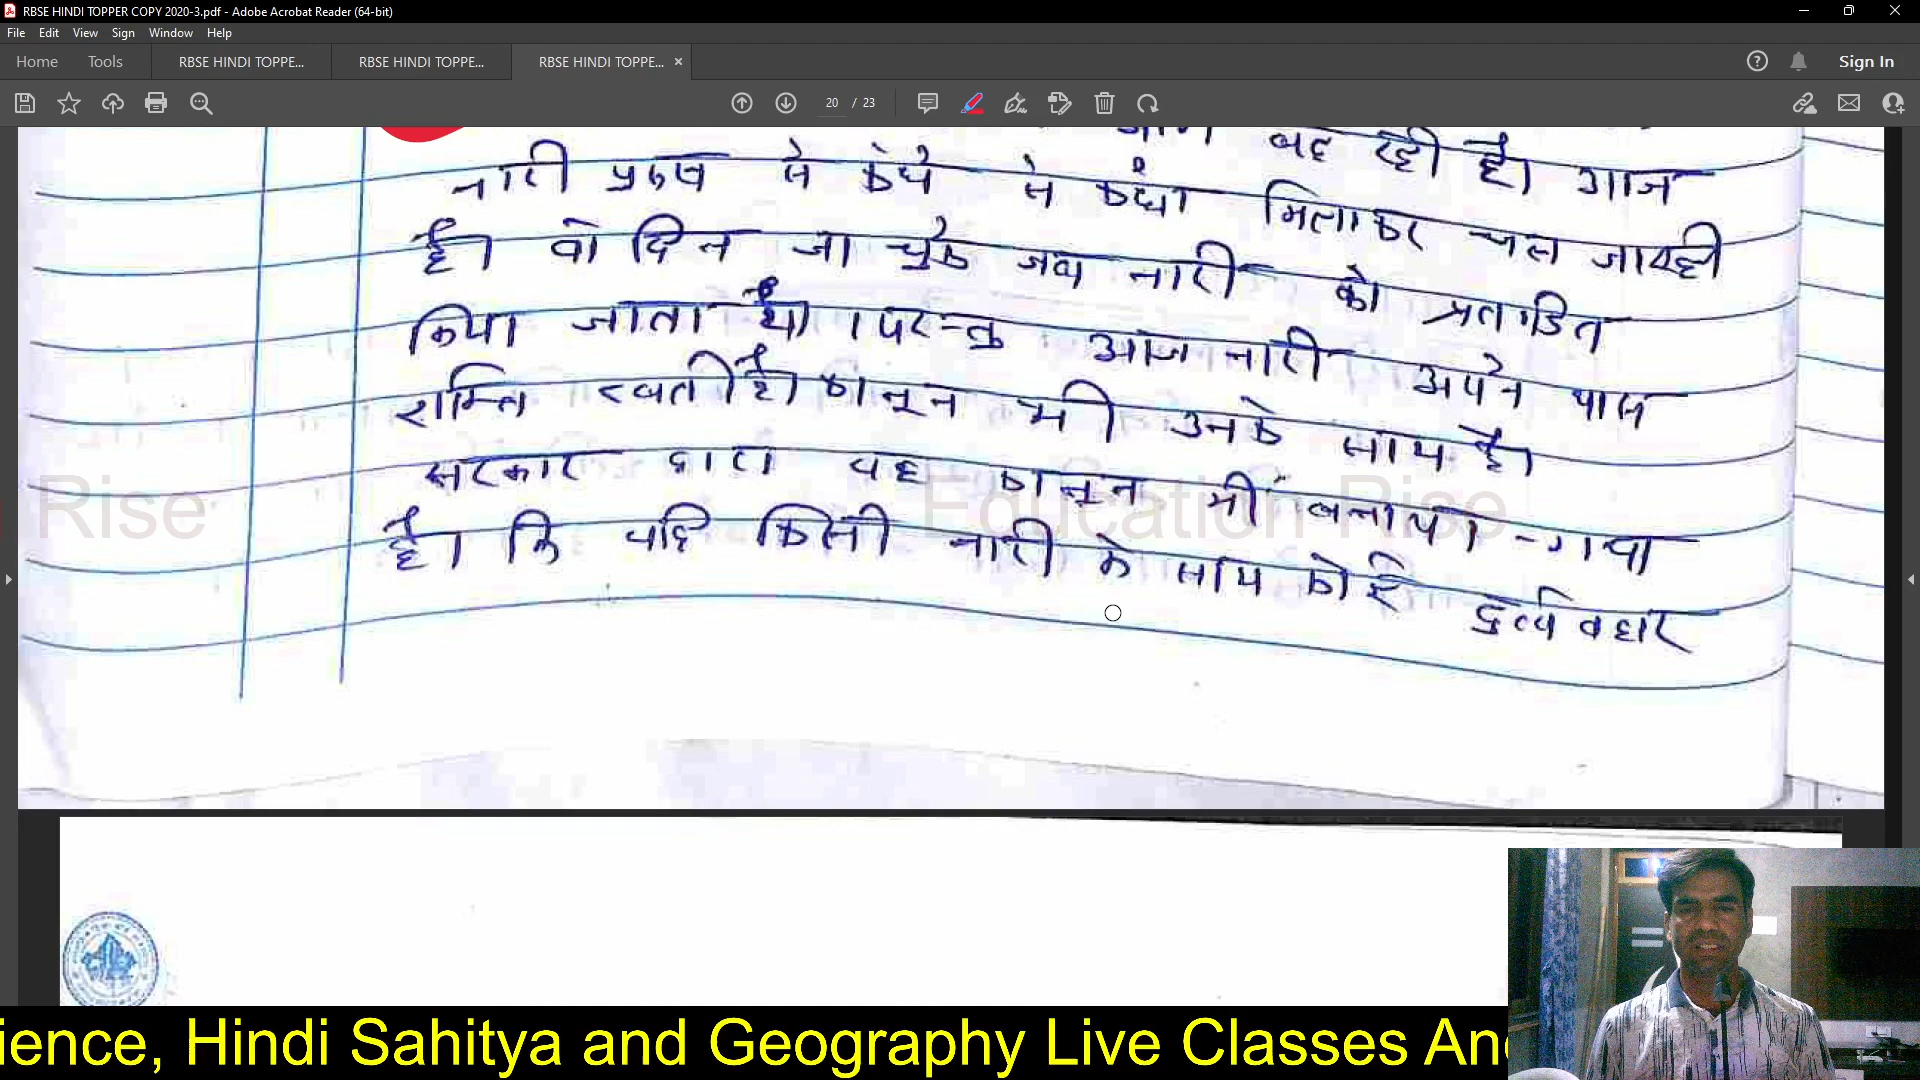 RBSE HINDI TOPPER COPY 2020-3.pdf - Adobe Acrobat Reader (64-bit)
File Edit View Sign Window Help
Home Tools RBSE HINDI TOPPE... RBSE HINDI TOPPE... RBSE HINDI TOPPE... × Sign In
20 / 23
बढ रही है। आज
नारी पुरुष से कंधे से कंधा मिलाकर चल जा रही
है। वो दिन जा चुके जब नारी को प्रताडित
किया जाता था। परन्तु आज नारी अपने पास
शक्ति रखती है। कानून भी उनके साथ है।
सरकार द्वारा यह कानून भी बनाया गया
है। कि यदि किसी नारी के साथ कोई दुर्व्यवहार
Rise Education Rise
ience, Hindi Sahitya and Geography Live Classes An